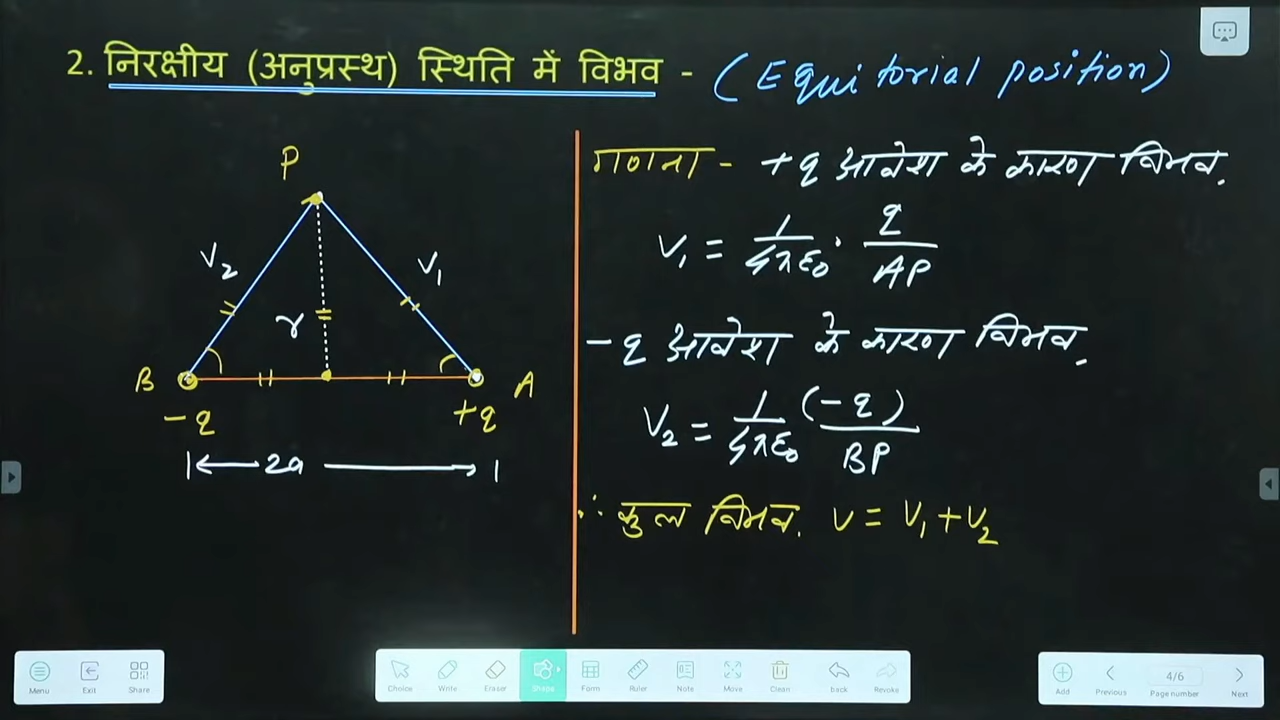 2. निरक्षीय (अनुप्रस्थ) स्थिति में विभव - (Equitorial position)
P
V₂
V₁
r
B
A
-q
+q
2a
गणना - +q आवेश के कारण विभव.
V₁ = 1/4πε₀ · q/AP
-q आवेश के कारण विभव.
V₂ = 1/4πε₀ (-q)/BP
∴ कुल विभव. V = V₁ + V₂
Menu Exit Share
Choice Write Eraser Shape Form Ruler Note Move Clean back Revoke
Add Previous 4/6 Page number Next